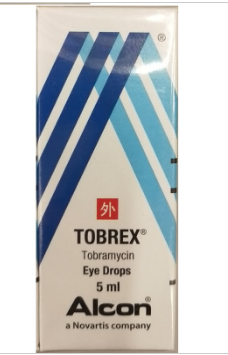 ®
外
TOBREX®
Tobramycin
Eye Drops
5 ml
Alcon®
a Novartis company